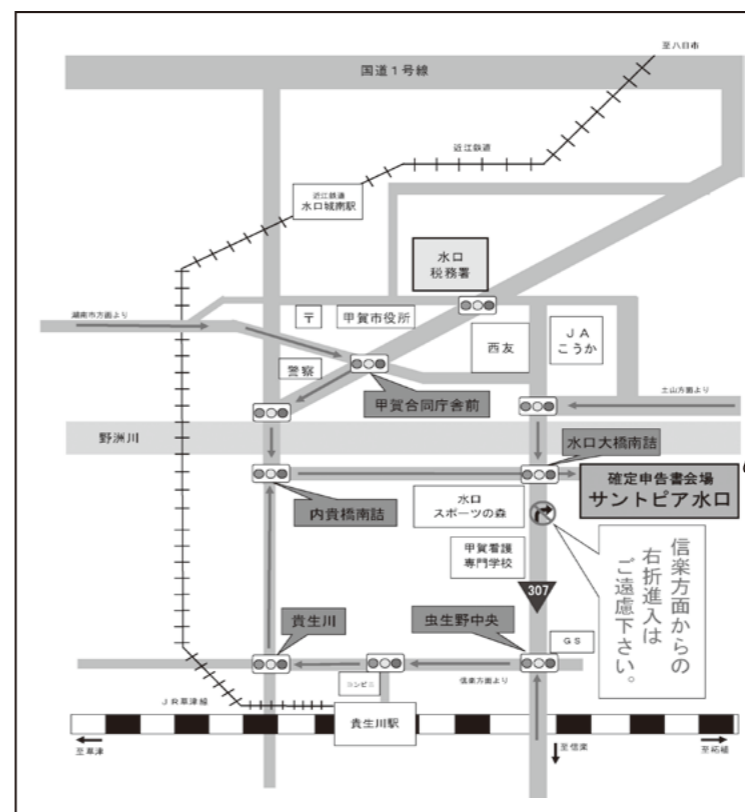 至八日市
国道1号線
近江鉄道
近江鉄道
水口城南駅
水口
税務署
湖南市方面より
〒
甲賀市役所
西友
JA
こうか
警察
甲賀合同庁舎前
土山方面より
野洲川
水口大橋南詰
確定申告書会場
サントピア水口
内貴橋南詰
水口
スポーツの森
甲賀看護
専門学校
信楽方面からの
右折進入は
ご遠慮下さい。
307
貴生川
虫生野中央
GS
コンビニ
信楽方面より
JR草津線
貴生川駅
至草津
至信楽
至柘植